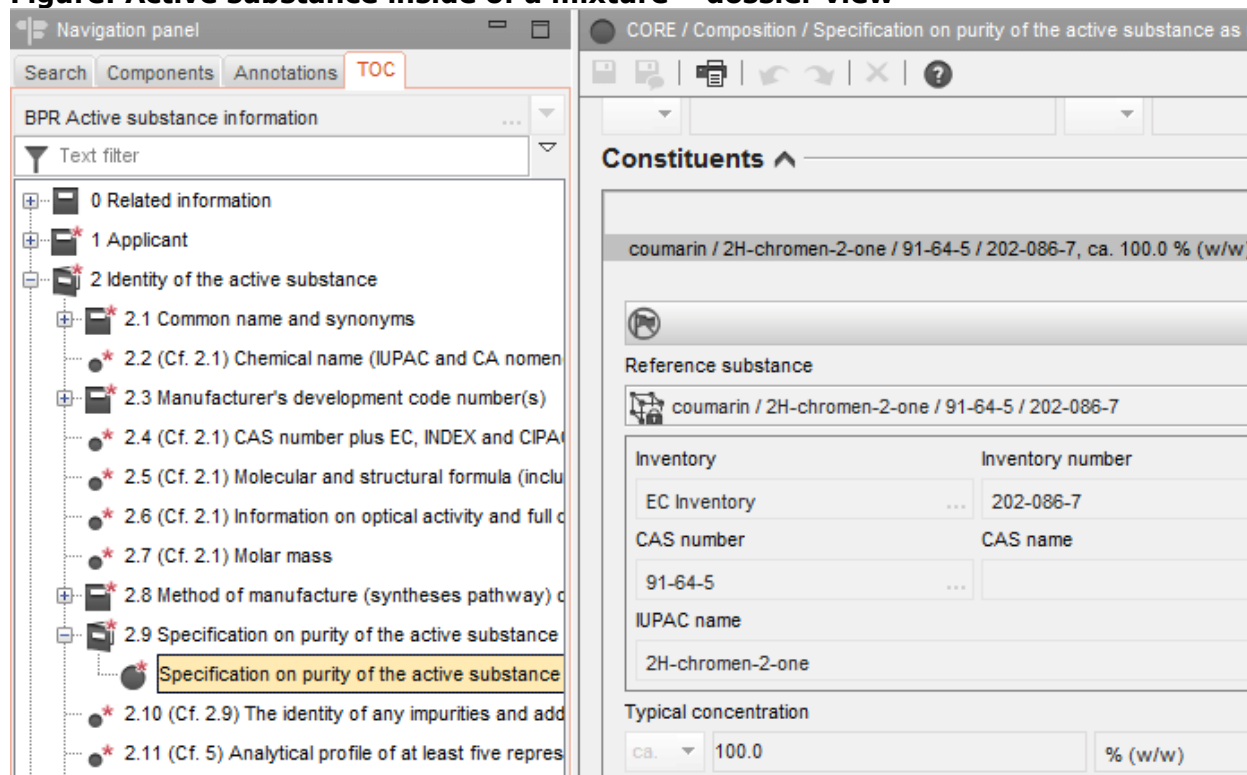 Figure: Active substance inside of a mixture – dossier view
Navigation panel
Search Components Annotations TOC
BPR Active substance information ...
Text filter
0 Related information
1 Applicant
2 Identity of the active substance
2.1 Common name and synonyms
2.2 (Cf. 2.1) Chemical name (IUPAC and CA nomen
2.3 Manufacturer's development code number(s)
2.4 (Cf. 2.1) CAS number plus EC, INDEX and CIPA
2.5 (Cf. 2.1) Molecular and structural formula (inclu
2.6 (Cf. 2.1) Information on optical activity and full
2.7 (Cf. 2.1) Molar mass
2.8 Method of manufacture (syntheses pathway)
2.9 Specification on purity of the active substance
Specification on purity of the active substance
2.10 (Cf. 2.9) The identity of any impurities and add
2.11 (Cf. 5) Analytical profile of at least five repres
CORE / Composition / Specification on purity of the active substance as
Constituents
coumarin / 2H-chromen-2-one / 91-64-5 / 202-086-7, ca. 100.0 % (w/w)
Reference substance
coumarin / 2H-chromen-2-one / 91-64-5 / 202-086-7
Inventory Inventory number
EC Inventory ... 202-086-7
CAS number CAS name
91-64-5 ...
IUPAC name
2H-chromen-2-one
Typical concentration
ca. 100.0 % (w/w)